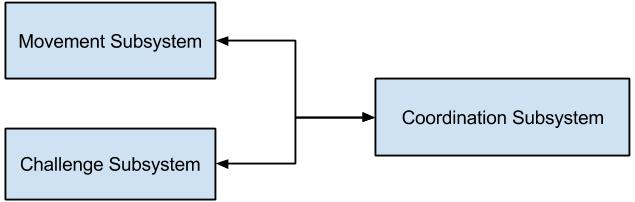 Movement Subsystem
Coordination Subsystem
Challenge Subsystem